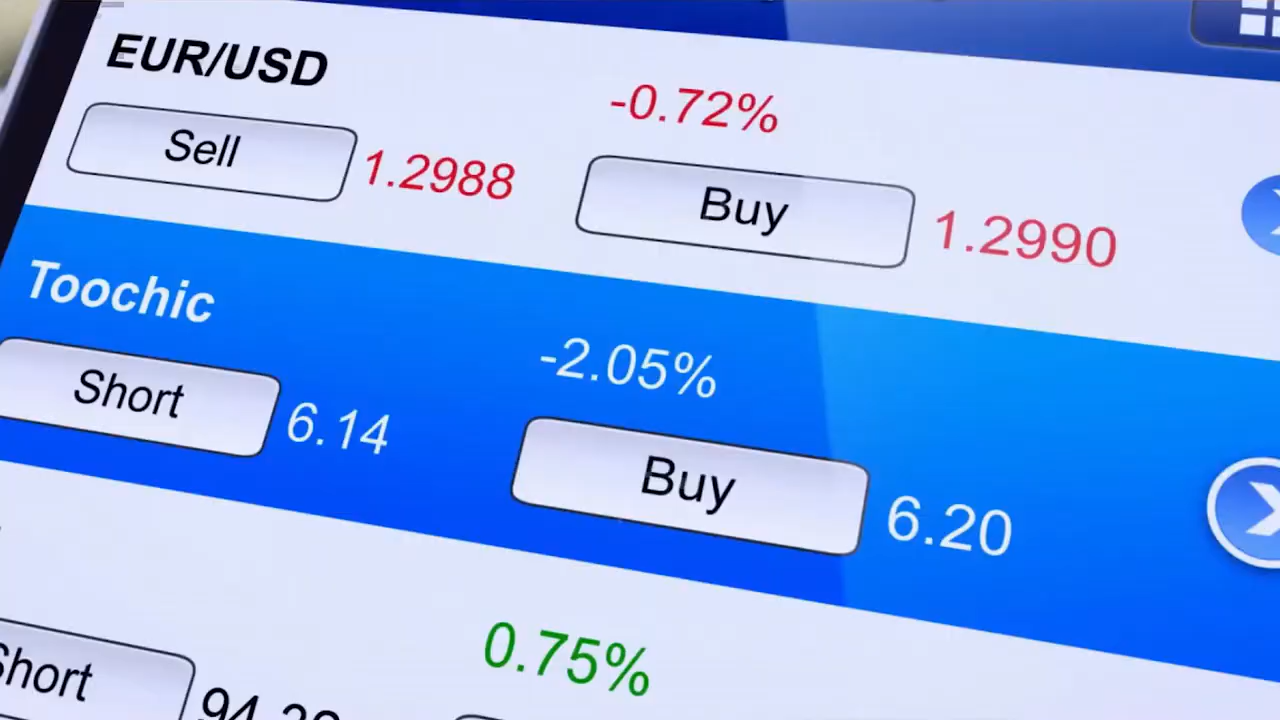 EUR/USD
-0.72%
Sell 1.2988 Buy 1.2990
Toochic
-2.05%
Short 6.14 Buy 6.20
0.75%
Short